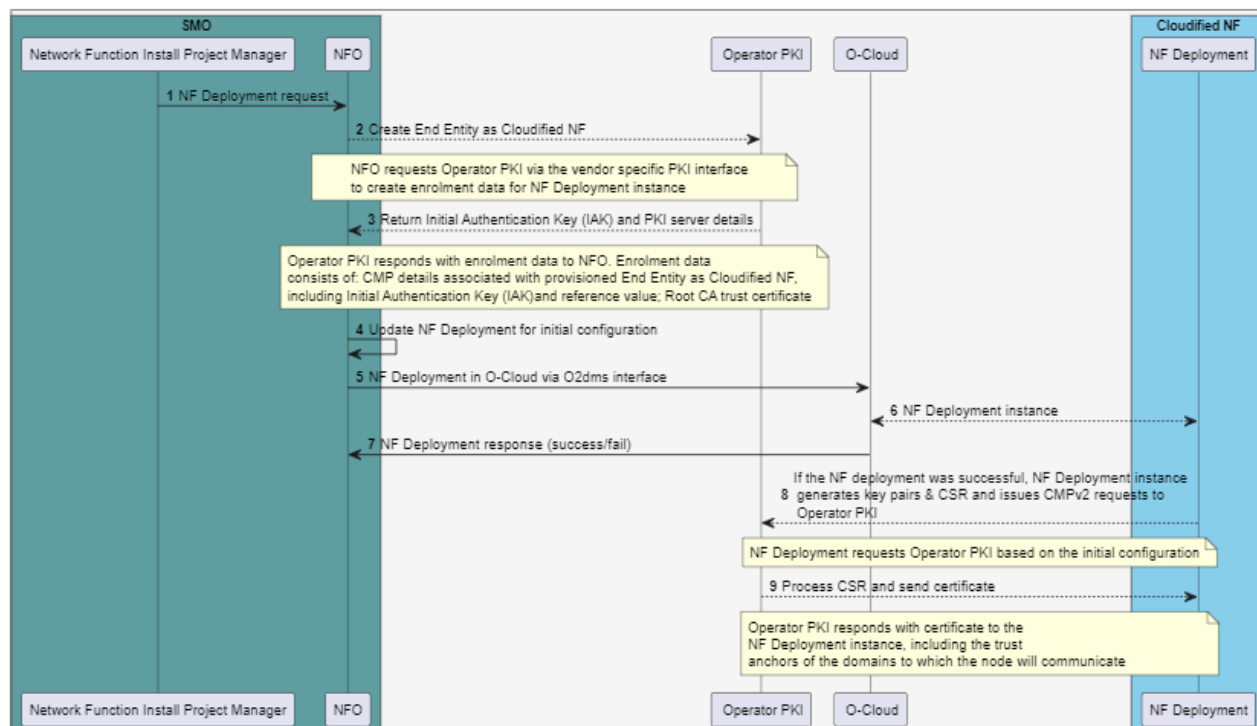 SMO
Cloudified NF
Network Function Install Project Manager
NFO
Operator PKI
O-Cloud
NF Deployment
1 NF Deployment request
2 Create End Entity as Cloudified NF
NFO requests Operator PKI via the vendor specific PKI interface
to create enrolment data for NF Deployment instance
3 Return Initial Authentication Key (IAK) and PKI server details
Operator PKI responds with enrolment data to NFO. Enrolment data
consists of: CMP details associated with provisioned End Entity as Cloudified NF,
including Initial Authentication Key (IAK)and reference value; Root CA trust certificate
4 Update NF Deployment for initial configuration
5 NF Deployment in O-Cloud via O2dms interface
6 NF Deployment instance
7 NF Deployment response (success/fail)
If the NF deployment was successful, NF Deployment instance
8 generates key pairs & CSR and issues CMPv2 requests to
Operator PKI
NF Deployment requests Operator PKI based on the initial configuration
9 Process CSR and send certificate
Operator PKI responds with certificate to the
NF Deployment instance, including the trust
anchors of the domains to which the node will communicate
Network Function Install Project Manager
NFO
Operator PKI
O-Cloud
NF Deployment